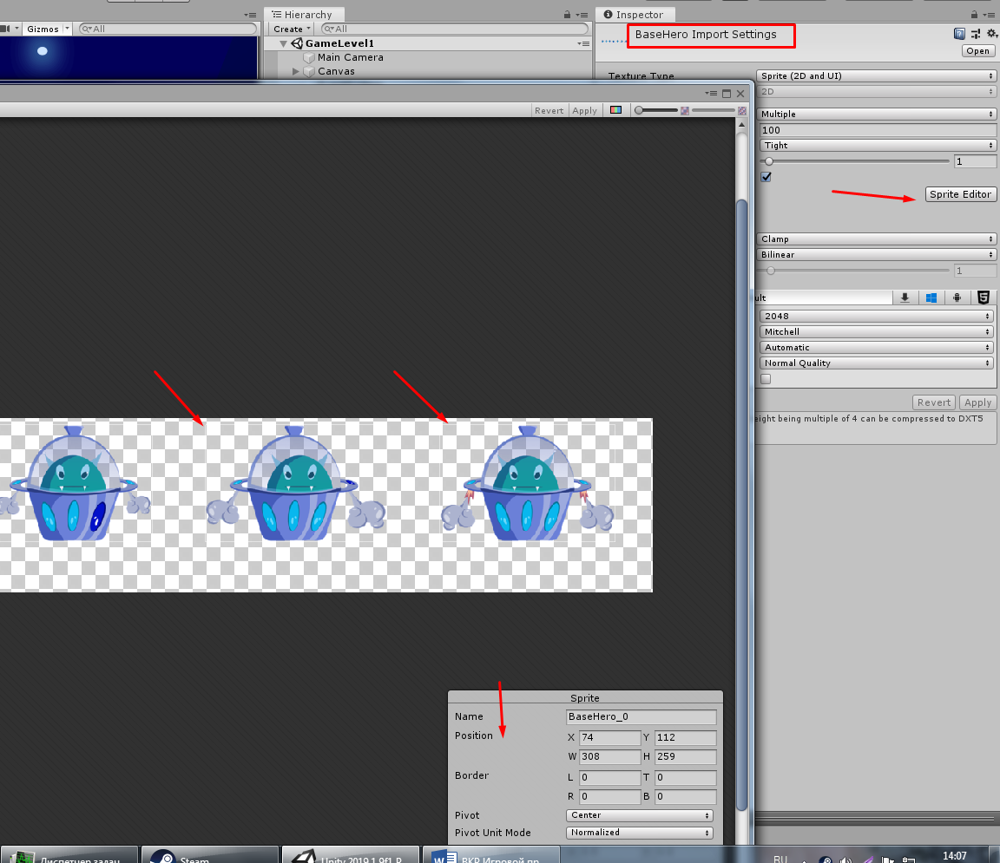 Hierarchy
Inspector
Gizmos
All
Create
All
BaseHero Import Settings
GameLevel1
Open
Main Camera
Canvas
Texture Type
Sprite (2D and UI)
2D
Revert
Apply
Multiple
100
Tight
1
Sprite Editor
Clamp
Bilinear
1
ult
2048
Mitchell
Automatic
Normal Quality
Revert
Apply
eight being multiple of 4 can be compressed to DXT5
Sprite
Name
BaseHero_0
Position
X 74 Y 112
W 308 H 259
Border
L 0 T 0
R 0 B 0
Pivot
Center
Pivot Unit Mode
Normalized
Диспетчер задач
Steam
Unity 2019.1.9f1 P
ВКР Игровой пр
RU
14:07